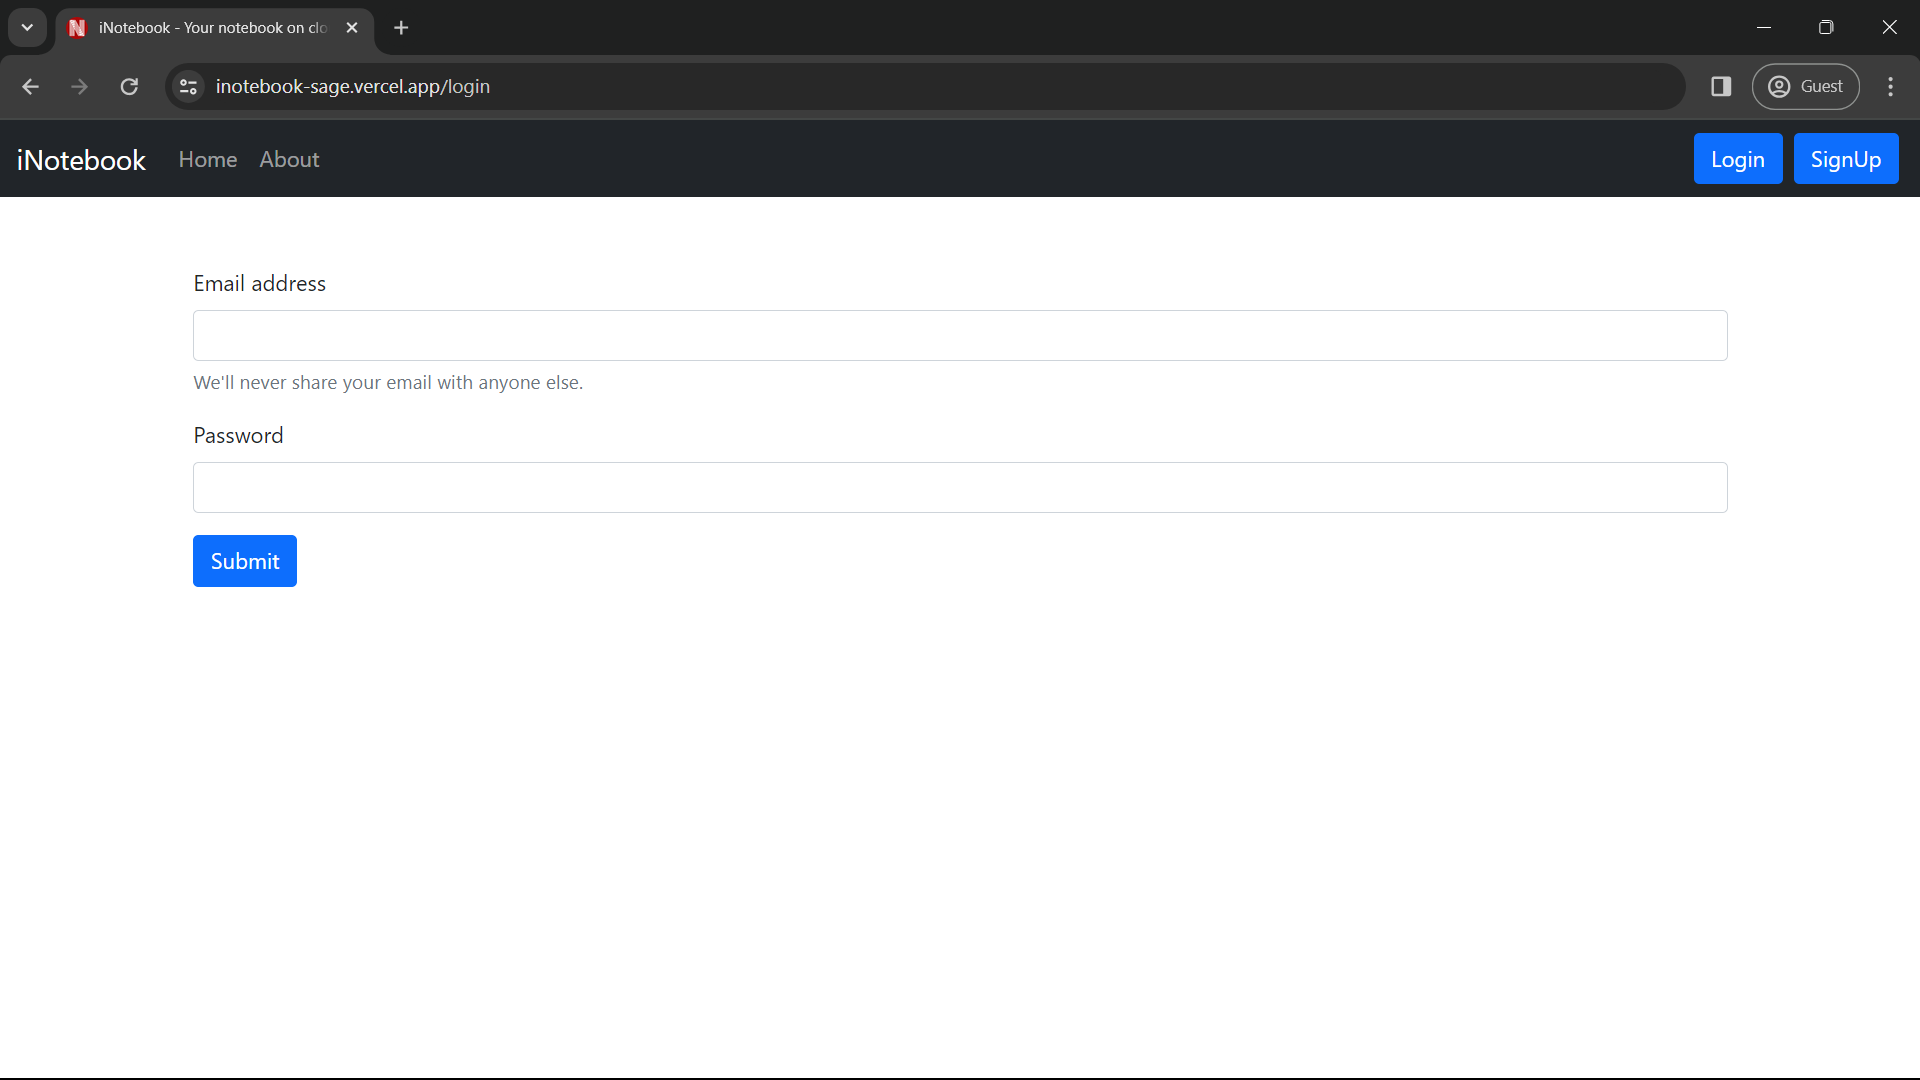 iNotebook - Your notebook on clo
inotebook-sage.vercel.app/login
Guest
iNotebook Home About Login SignUp
Email address
We'll never share your email with anyone else.
Password
Submit